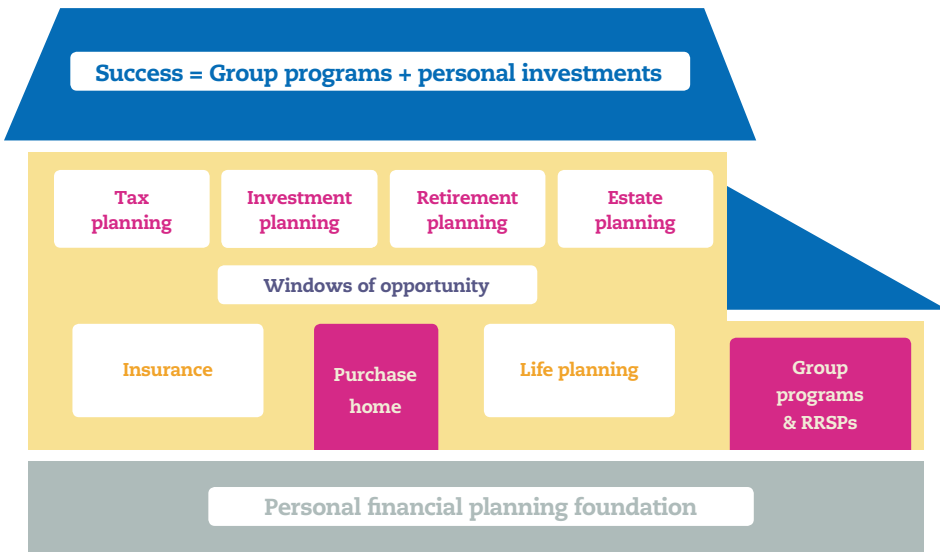 Success = Group programs + personal investments
Tax
planning
Investment
planning
Retirement
planning
Estate
planning
Windows of opportunity
Insurance
Purchase
home
Life planning
Group
programs
& RRSPs
Personal financial planning foundation